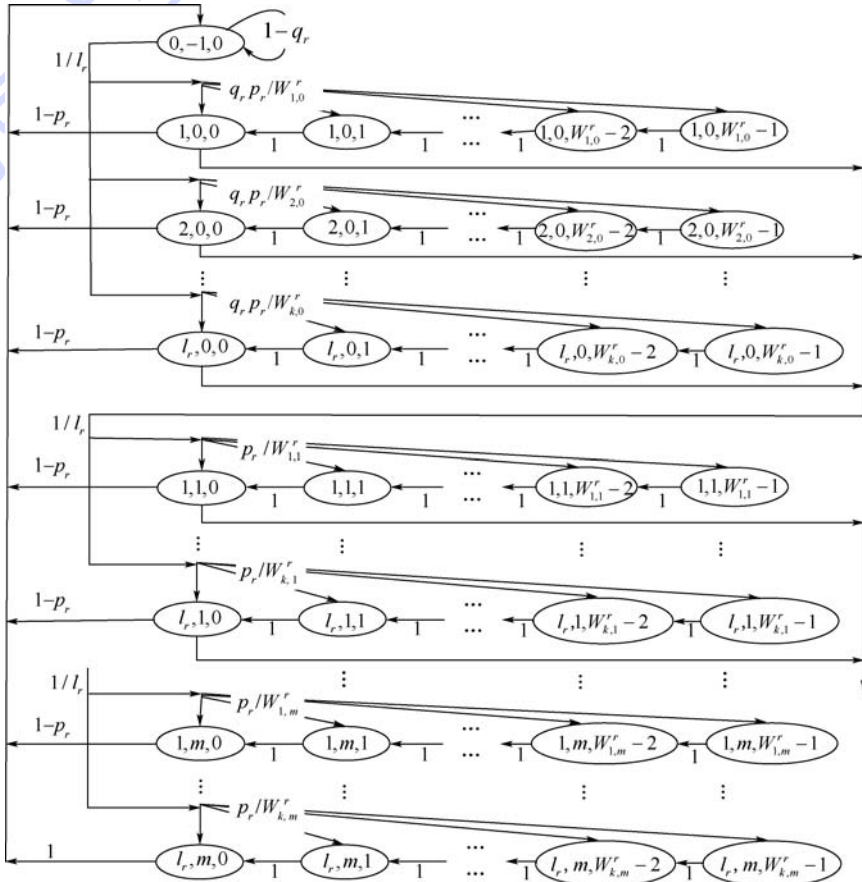 0,−1,0 1−q_r
1/l_r
q_r p_r/W^r_{1,0}
1−p_r 1,0,0 1 1,0,1 1 ... ... 1 1,0,W^r_{1,0}−2 1 1,0,W^r_{1,0}−1
q_r p_r/W^r_{2,0}
1−p_r 2,0,0 1 2,0,1 1 ... ... 1 2,0,W^r_{2,0}−2 1 2,0,W^r_{2,0}−1
⋮ ⋮ ⋮ ⋮
q_r p_r/W^r_{k,0}
1−p_r l_r,0,0 1 l_r,0,1 1 ... ... 1 l_r,0,W^r_{k,0}−2 1 l_r,0,W^r_{k,0}−1
1/l_r
p_r/W^r_{1,1}
1−p_r 1,1,0 1 1,1,1 1 ... ... 1 1,1,W^r_{1,1}−2 1 1,1,W^r_{1,1}−1
⋮ ⋮ ⋮ ⋮
p_r/W^r_{k,1}
1−p_r l_r,1,0 1 l_r,1,1 1 ... ... 1 l_r,1,W^r_{k,1}−2 1 l_r,1,W^r_{k,1}−1
⋮ ⋮ ⋮
1/l_r
p_r/W^r_{1,m}
1−p_r 1,m,0 1 1,m,1 1 ... ... 1 1,m,W^r_{1,m}−2 1 1,m,W^r_{1,m}−1
⋮ ⋮ ⋮ ⋮
p_r/W^r_{k,m}
1 l_r,m,0 1 l_r,m,1 1 ... ... 1 l_r,m,W^r_{k,m}−2 1 l_r,m,W^r_{k,m}−1